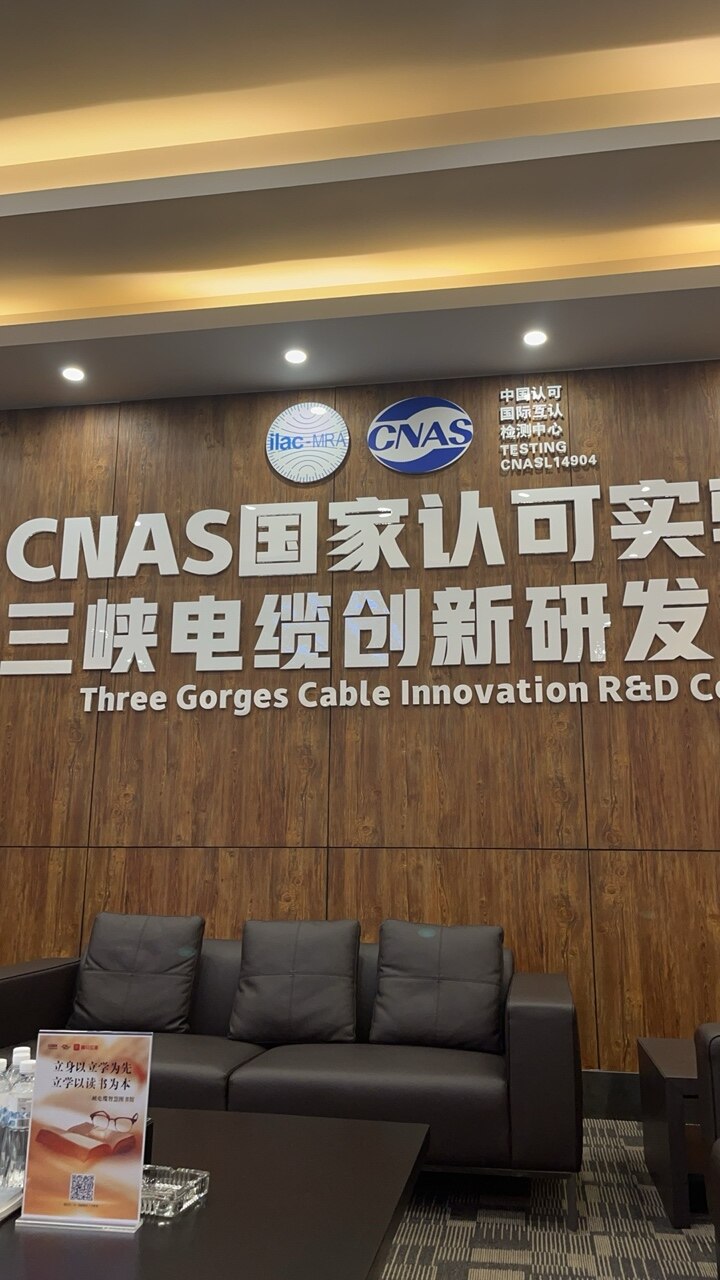 ilac-MRA
CNAS
中国认可
国际互认
检测中心
TESTING
CNASL14904
CNAS国家认可实
三峡电缆创新研发
Three Gorges Cable Innovation R&D
立身以立学为先
立学以读书为本